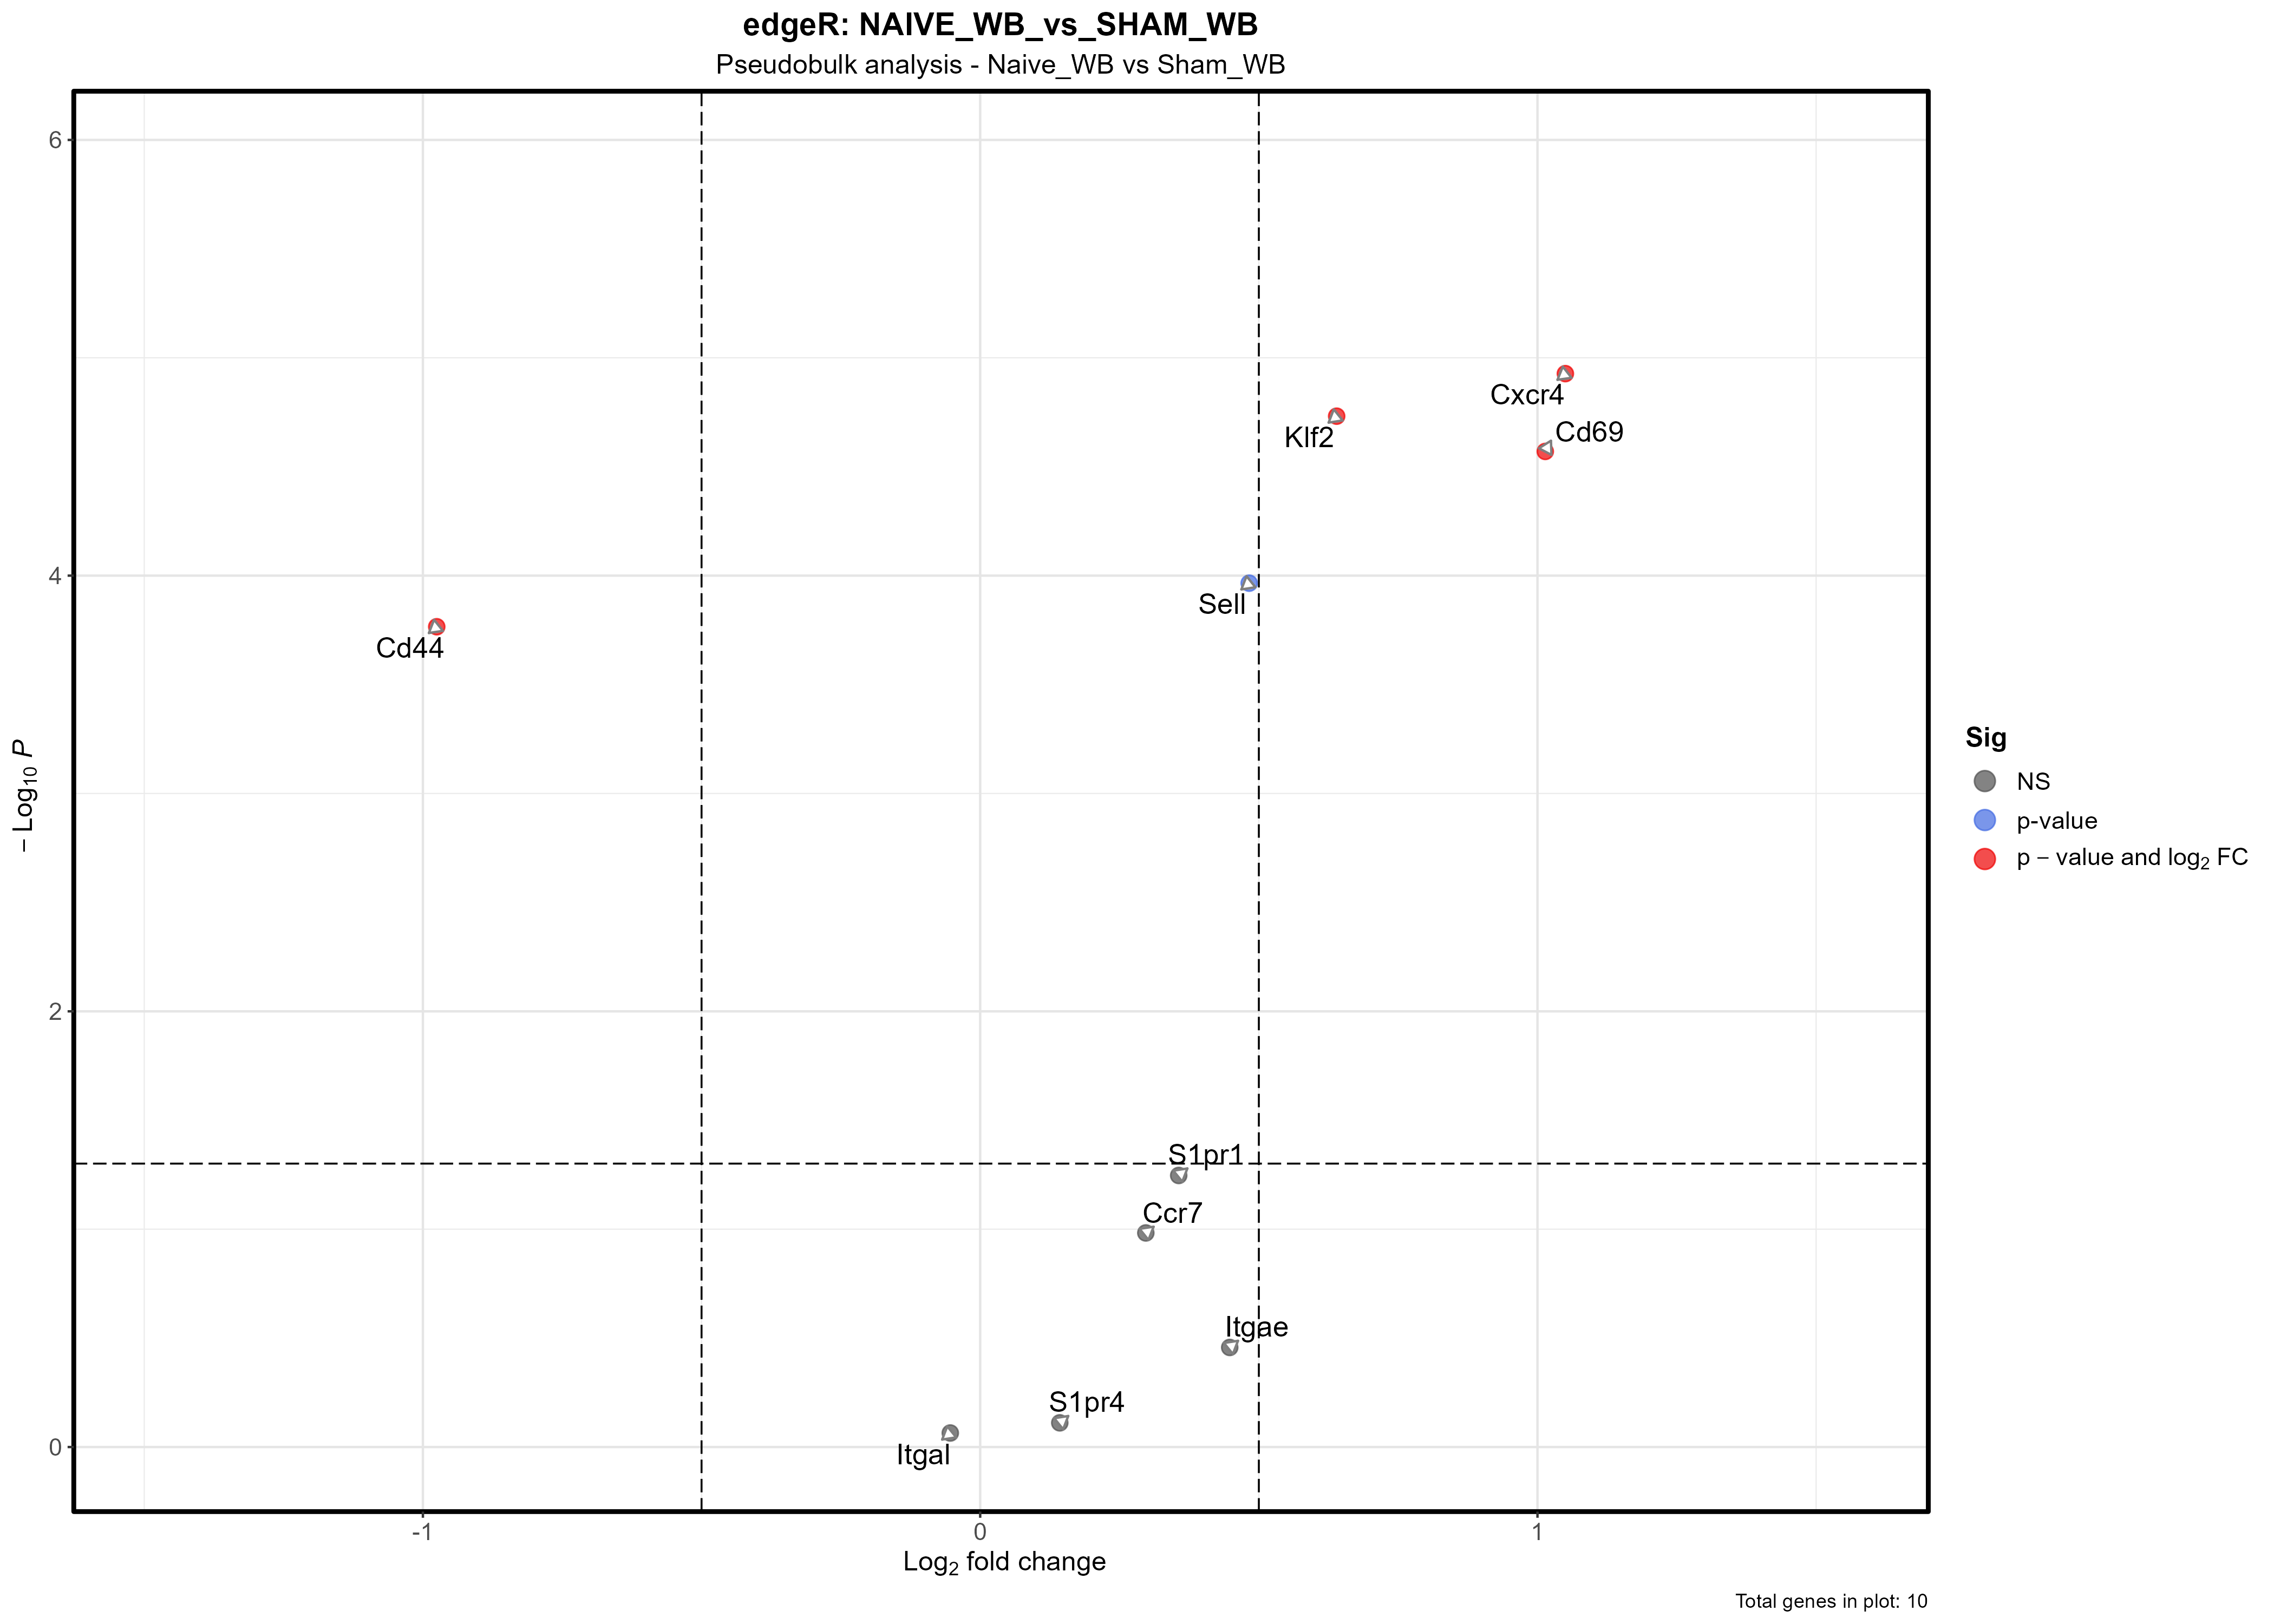 edgeR: NAIVE_WB_vs_SHAM_WB
Pseudobulk analysis - Naive_WB vs Sham_WB
6
4
2
0
− Log10 P
Cxcr4
Klf2
Cd69
Sell
Cd44
S1pr1
Ccr7
Itgae
S1pr4
Itgal
-1
0
1
Log2 fold change
Sig
NS
p-value
p − value and log2 FC
Total genes in plot: 10